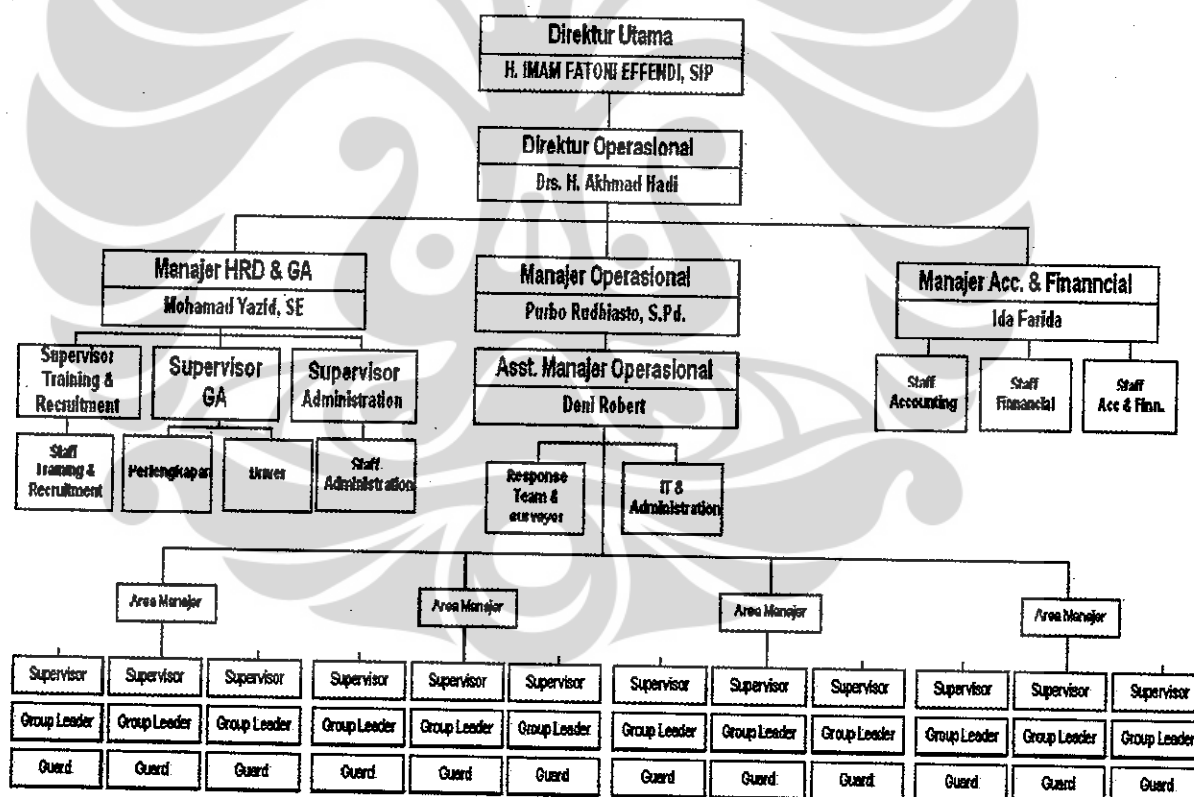 Direktur Utama
H. IMAM FATONI EFFENDI, SIP
Direktur Operasional
Drs. H. Akhmad Hadi
Manajer HRD & GA
Mohamad Yazid, SE
Manajer Operasional
Purbo Rudhiasto, S.Pd.
Manajer Acc. & Finanncial
Ida Farida
Supervisor
Training &
Recruitment
Supervisor
GA
Supervisor
Administration
Asst. Manajer Operasional
Deni Robert
Staff
Accounting
Staff
Financial
Staff
Acc & Finn.
Staff
Training &
Recruitment
Perlengkapan
Driver
Staff
Administration
Response
Team &
surveyor
IT &
Administration
Area Manajer
Area Manajer
Area Manajer
Area Manajer
Supervisor Supervisor Supervisor Supervisor Supervisor Supervisor Supervisor Supervisor Supervisor Supervisor Supervisor Supervisor
Group Leader Group Leader Group Leader Group Leader Group Leader Group Leader Group Leader Group Leader Group Leader Group Leader Group Leader Group Leader
Guard Guard Guard Guard Guard Guard Guard Guard Guard Guard Guard Guard